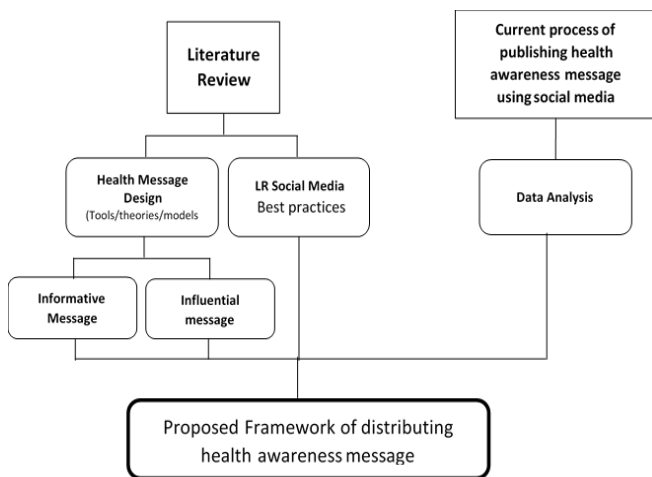 Literature
Review
Current process of
publishing health
awareness message
using social media
Health Message
Design
(Tools/theories/models
LR Social Media
Best practices
Data Analysis
Informative
Message
Influential
message
Proposed Framework of distributing
health awareness message